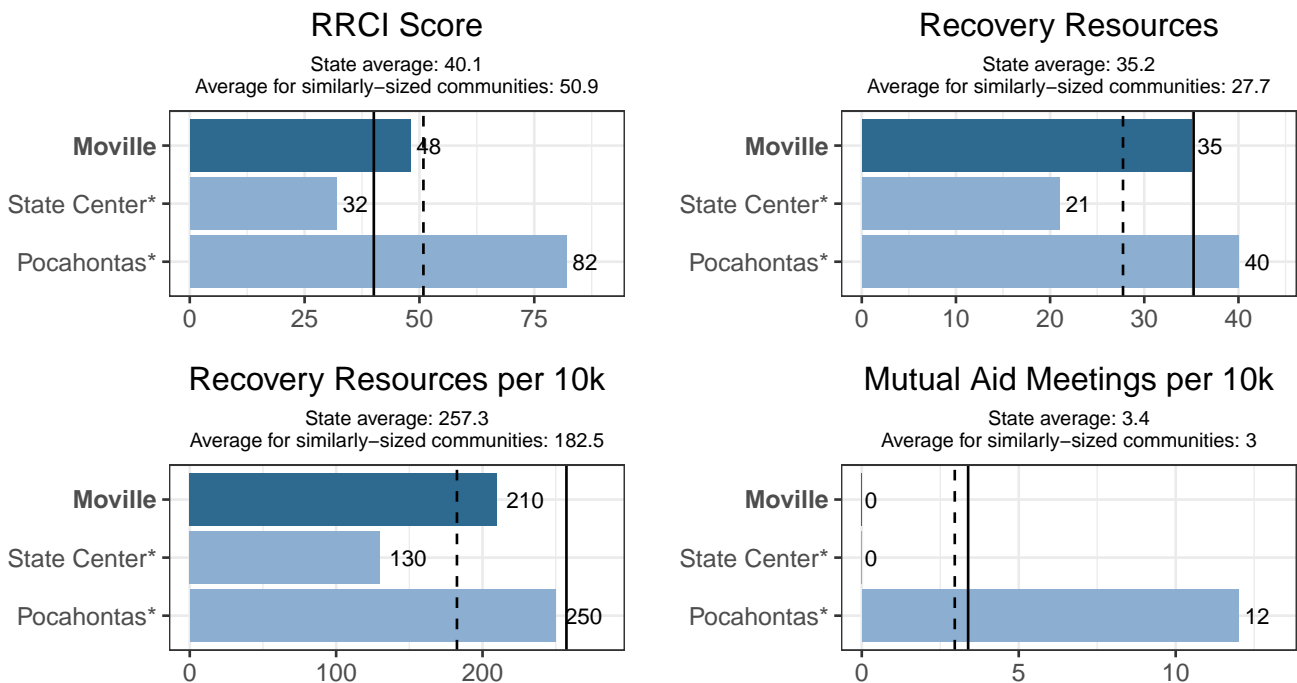 RRCI Score
State average: 40.1
Average for similarly−sized communities: 50.9
Moville
48
State Center*
32
Pocahontas*
82
0 25 50 75
Recovery Resources
State average: 35.2
Average for similarly−sized communities: 27.7
Moville
35
State Center*
21
Pocahontas*
40
0 10 20 30 40
Recovery Resources per 10k
State average: 257.3
Average for similarly−sized communities: 182.5
Moville
210
State Center*
130
Pocahontas*
250
0 100 200
Mutual Aid Meetings per 10k
State average: 3.4
Average for similarly−sized communities: 3
Moville
0
State Center*
0
Pocahontas*
12
0 5 10